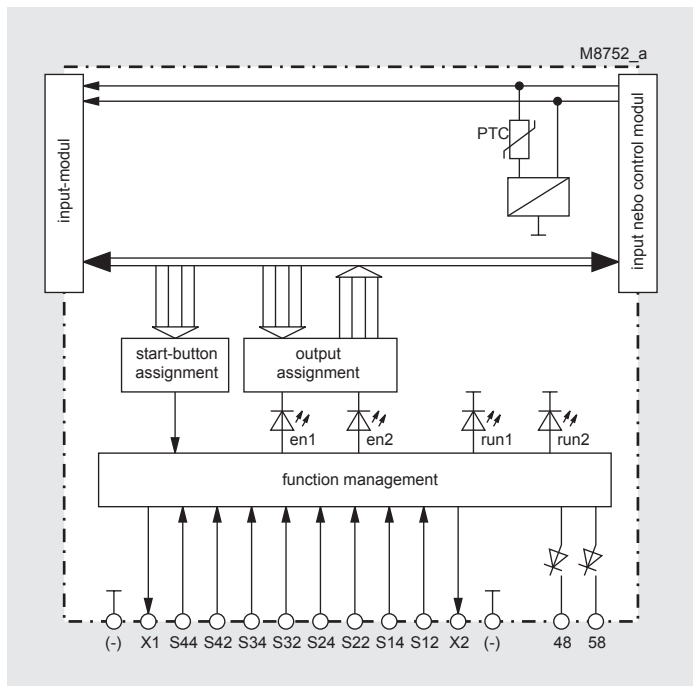 M8752_a
input-modul
PTC
input nebo control modul
start-button
assignment
output
assignment
en1
en2
run1
run2
function management
(-)
X1
S44
S42
S34
S32
S24
S22
S14
S12
X2
(-)
48
58